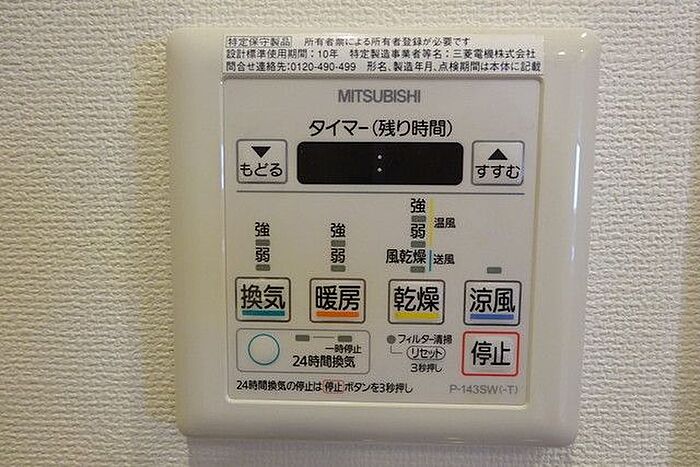 特定保守製品 所有者票による所有者登録が必要です
設計標準使用期間:10年 特定製造事業者等名:三菱電機株式会社
問合せ連絡先:0120-490-499 形名、製造年月、点検期間は本体に記載
MITSUBISHI
タイマー(残り時間)
▼ もどる
:
▲ すすむ
強
弱
強
弱
強
弱
温風
風乾燥 送風
換気 暖房 乾燥 涼風
一時停止
24時間換気
フィルター清掃
リセット
3秒押し
停止
24時間換気の停止は停止ボタンを3秒押し
P-143SW(-T)